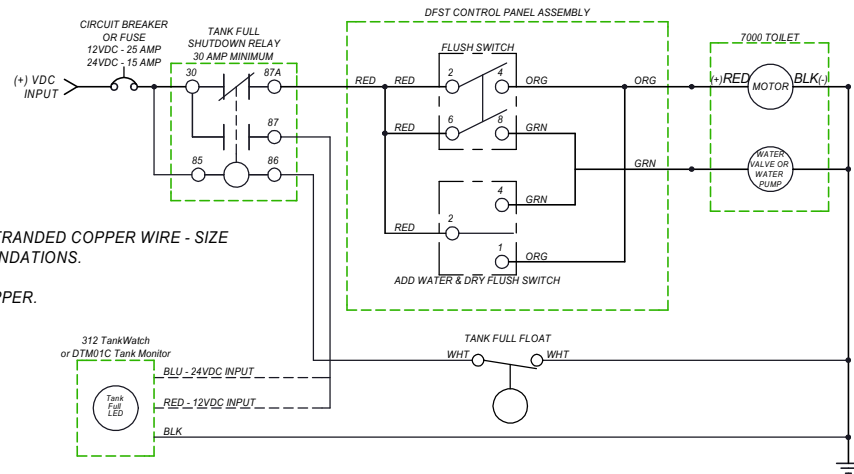 DFST CONTROL PANEL ASSEMBLY
CIRCUIT BREAKER
OR FUSE
12VDC - 25 AMP
24VDC - 15 AMP
TANK FULL
SHUTDOWN RELAY
30 AMP MINIMUM
FLUSH SWITCH
7000 TOILET
(+) VDC
INPUT
30
87A
RED
RED
2
4
ORG
ORG
(+)RED
MOTOR
BLK(-)
87
RED
6
8
GRN
85
86
GRN
WATER
VALVE OR
WATER
PUMP
4
GRN
RED
2
1
ORG
ADD WATER & DRY FLUSH SWITCH
TRANDED COPPER WIRE - SIZE
NDATIONS.
PPER.
312 TankWatch
or DTM01C Tank Monitor
TANK FULL FLOAT
WHT
WHT
BLU - 24VDC INPUT
Tank
Full
LED
RED - 12VDC INPUT
BLK